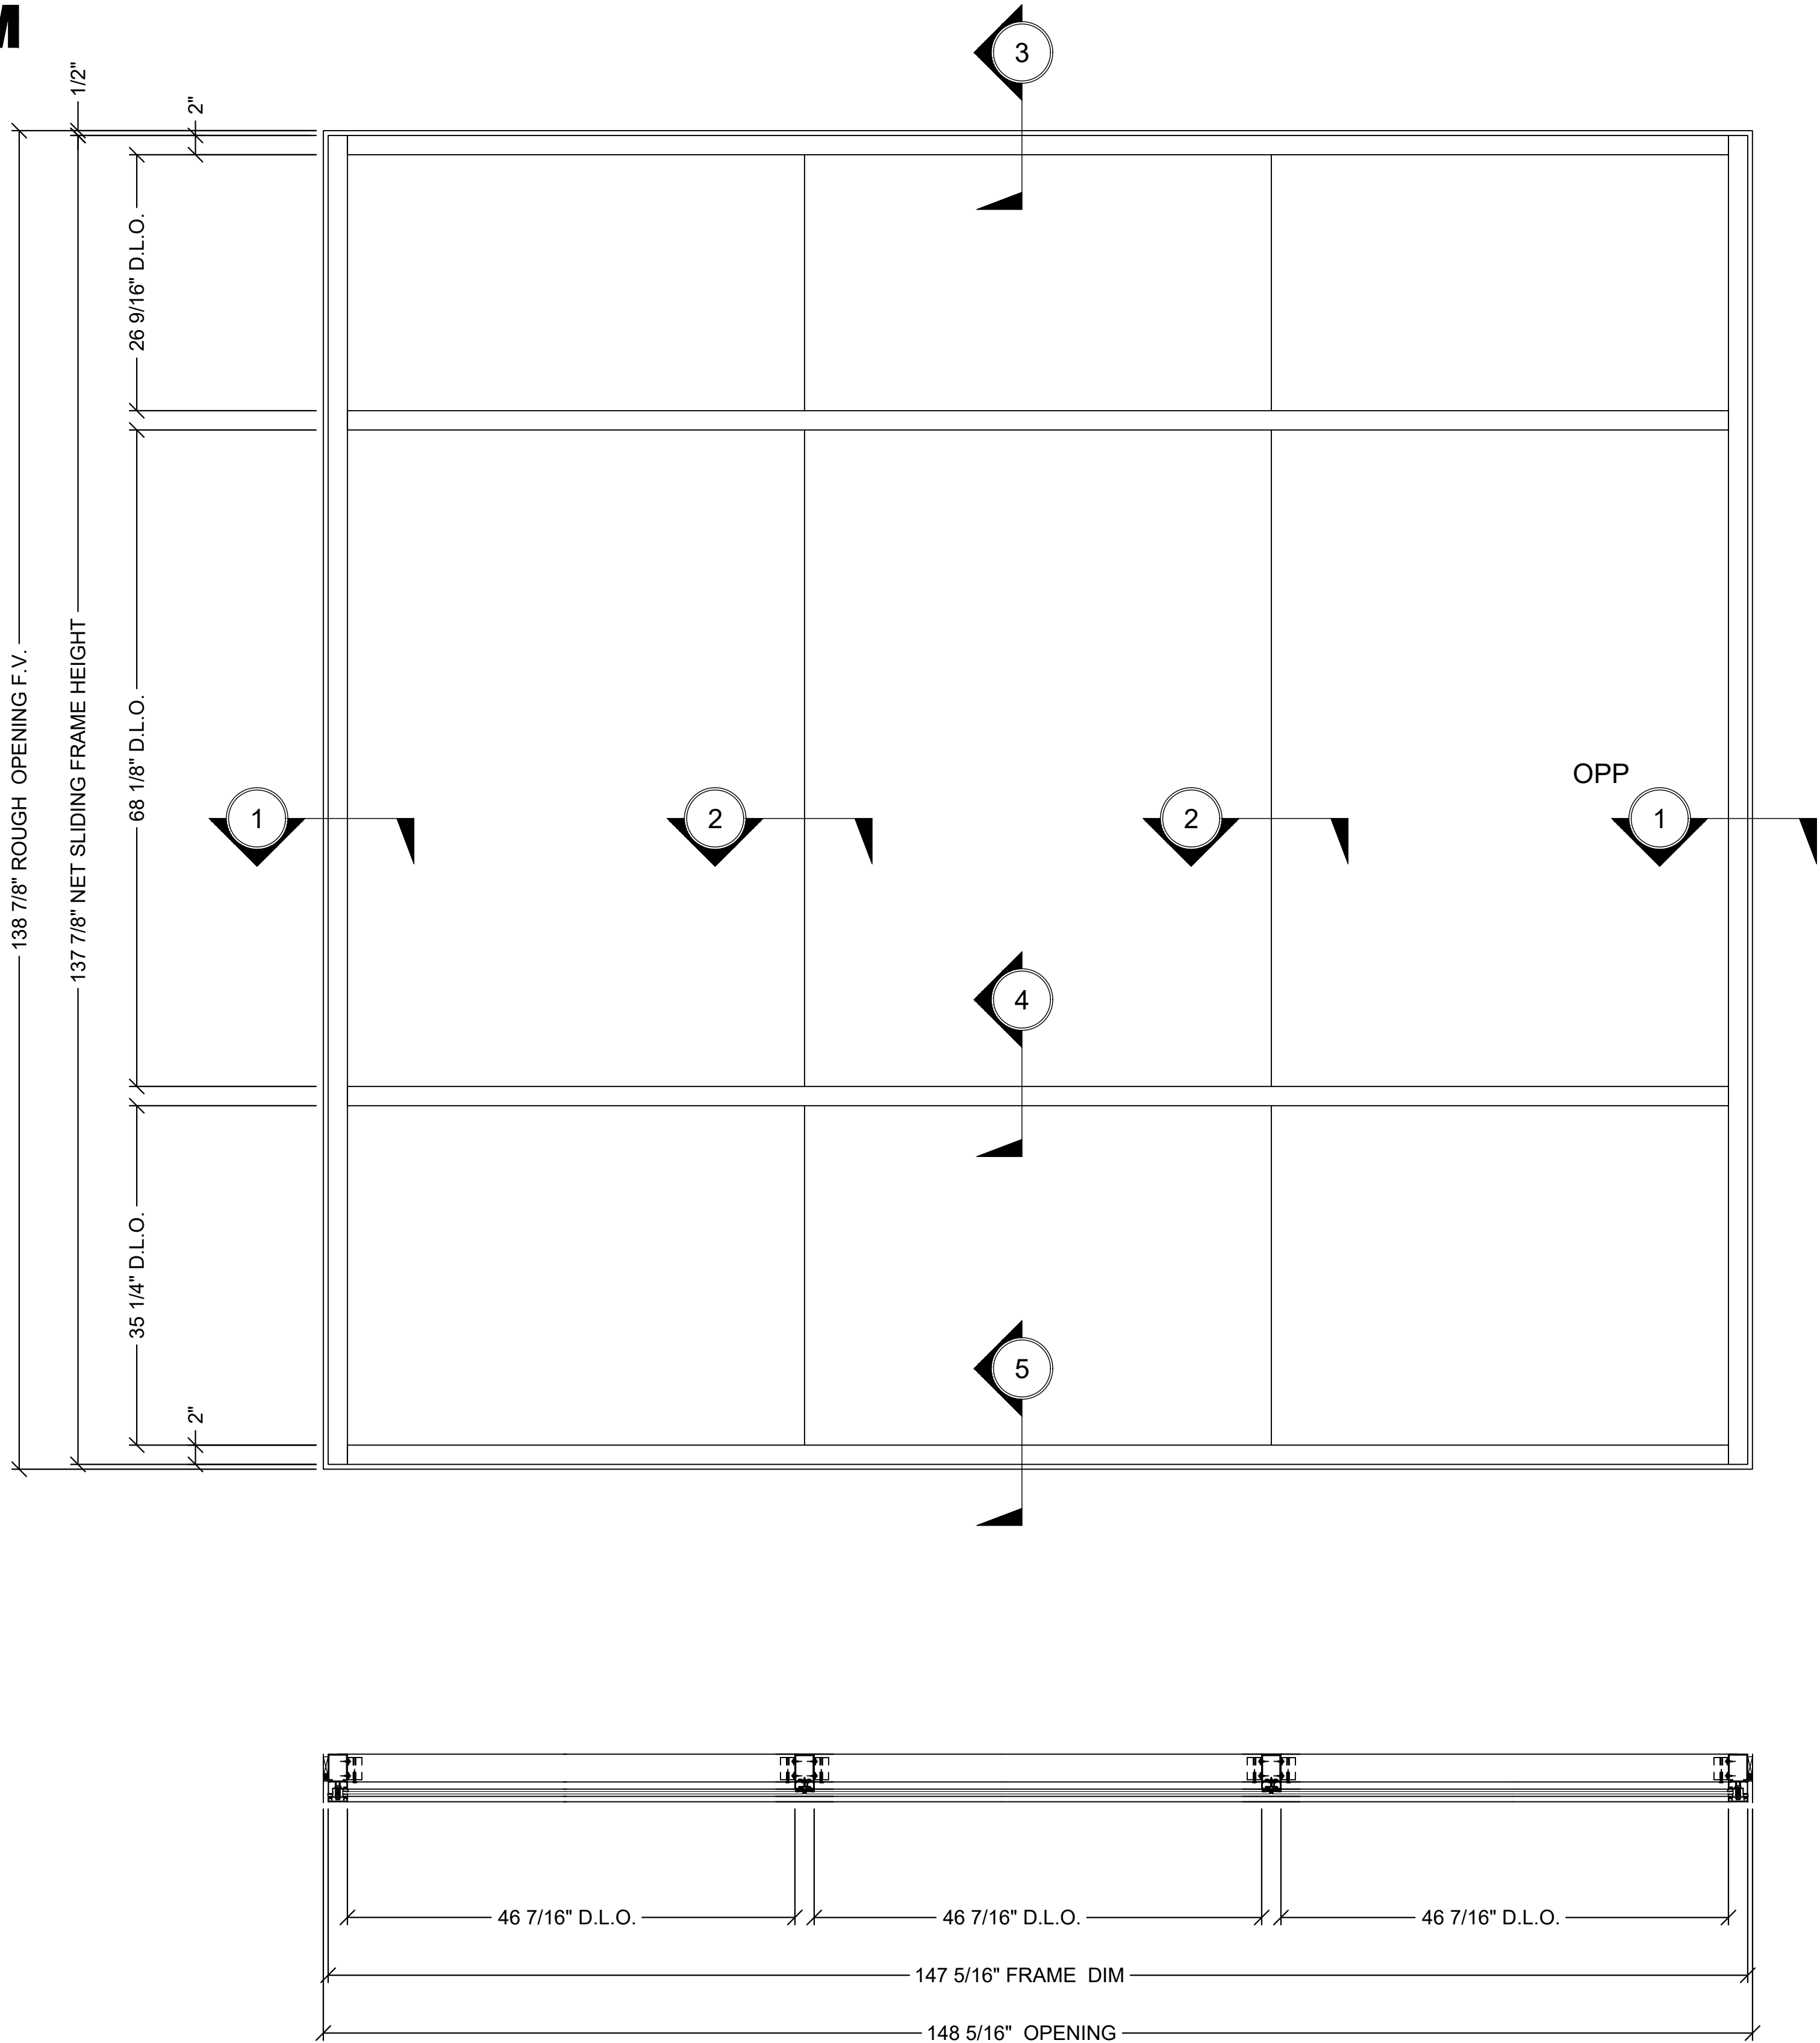 M
3
1/2"
2"
26 9/16" D.L.O.
138 7/8" ROUGH OPENING F.V.
137 7/8" NET SLIDING FRAME HEIGHT
68 1/8" D.L.O.
OPP
1
2
2
1
4
35 1/4" D.L.O.
5
2"
46 7/16" D.L.O.
46 7/16" D.L.O.
46 7/16" D.L.O.
147 5/16" FRAME DIM
148 5/16" OPENING